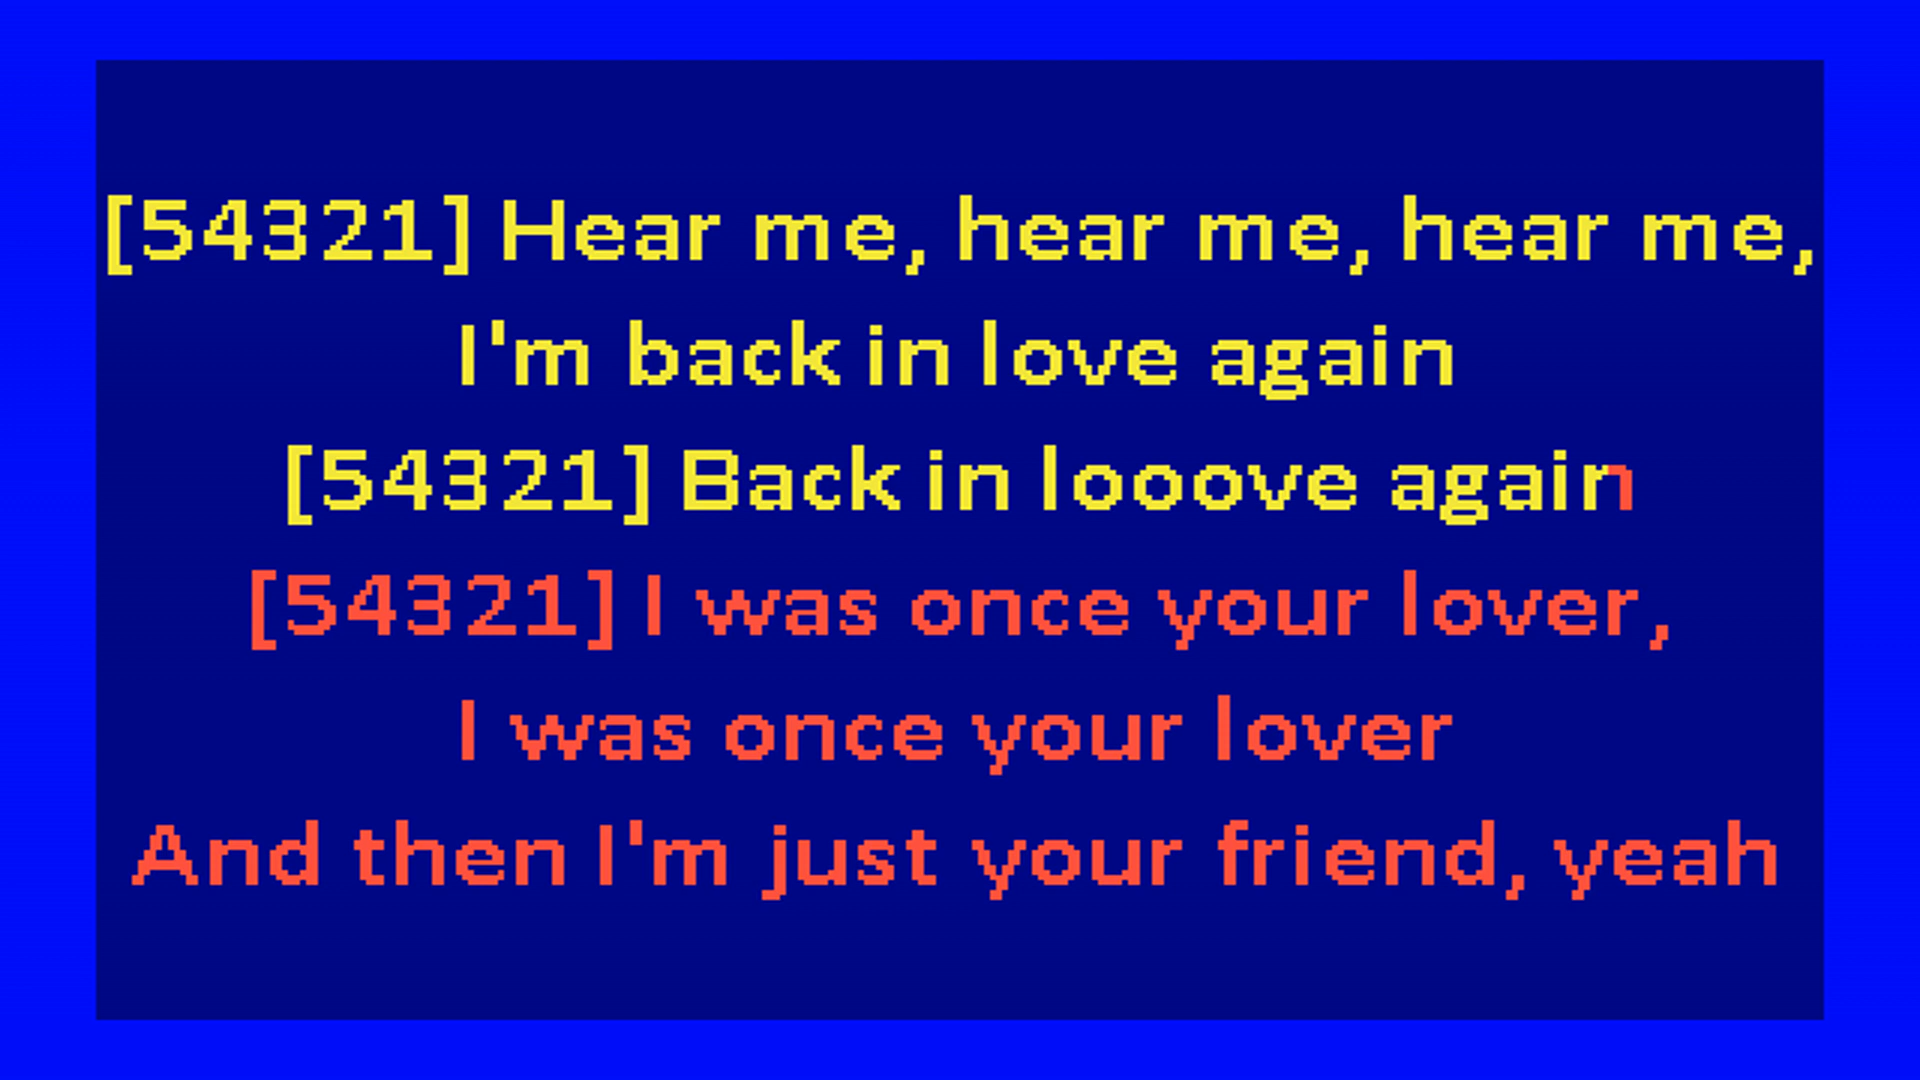 [54321] Hear me, hear me, hear me,
I'm back in love again
[54321] Back in looove again
[54321] I was once your lover,
I was once your lover
And then I'm just your friend, yeah